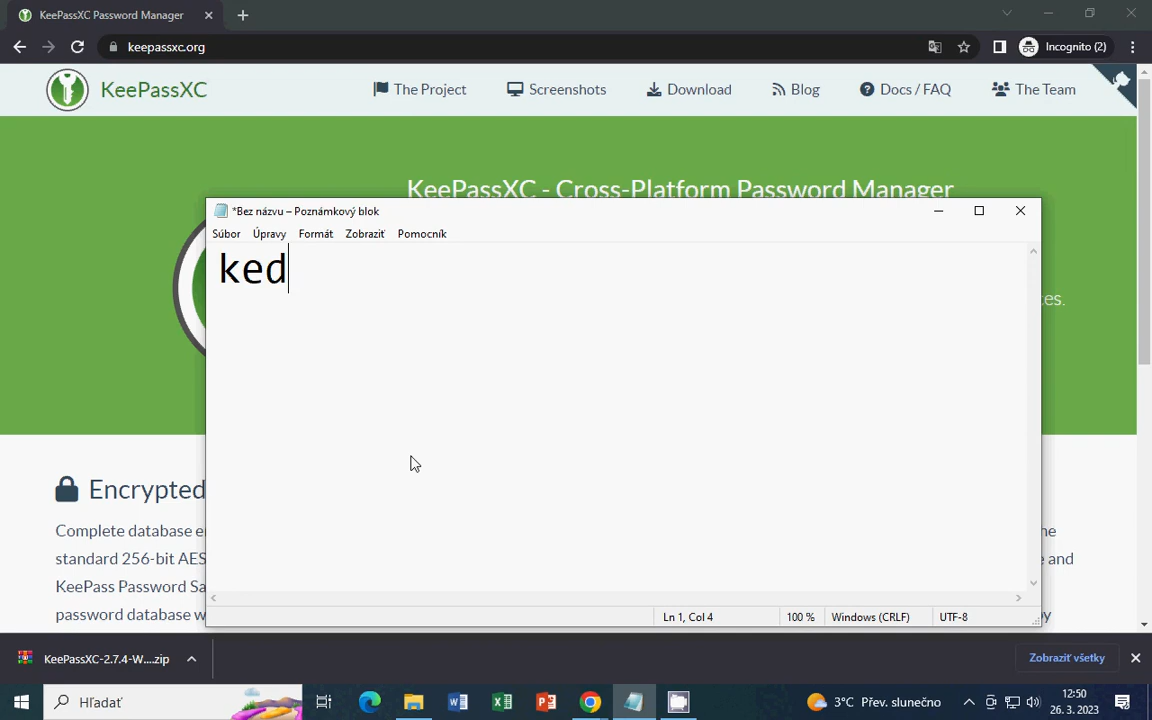 KeePassXC Password Manager
keepassxc.org
Incognito (2)
KeePassXC
The Project
Screenshots
Download
Blog
Docs / FAQ
The Team
KeePassXC - Cross-Platform Password Manager
*Bez názvu – Poznámkový blok
Súbor
Úpravy
Formát
Zobraziť
Pomocník
ked
Encrypted
Complete database
standard 256-bit AES
and
KeePass Password
password database
Ln 1, Col 4
100 %
Windows (CRLF)
UTF-8
KeePassXC-2.7.4-W....zip
Zobraziť všetky
Hľadať
3°C Přev. slunečno
12:50
26. 3. 2023